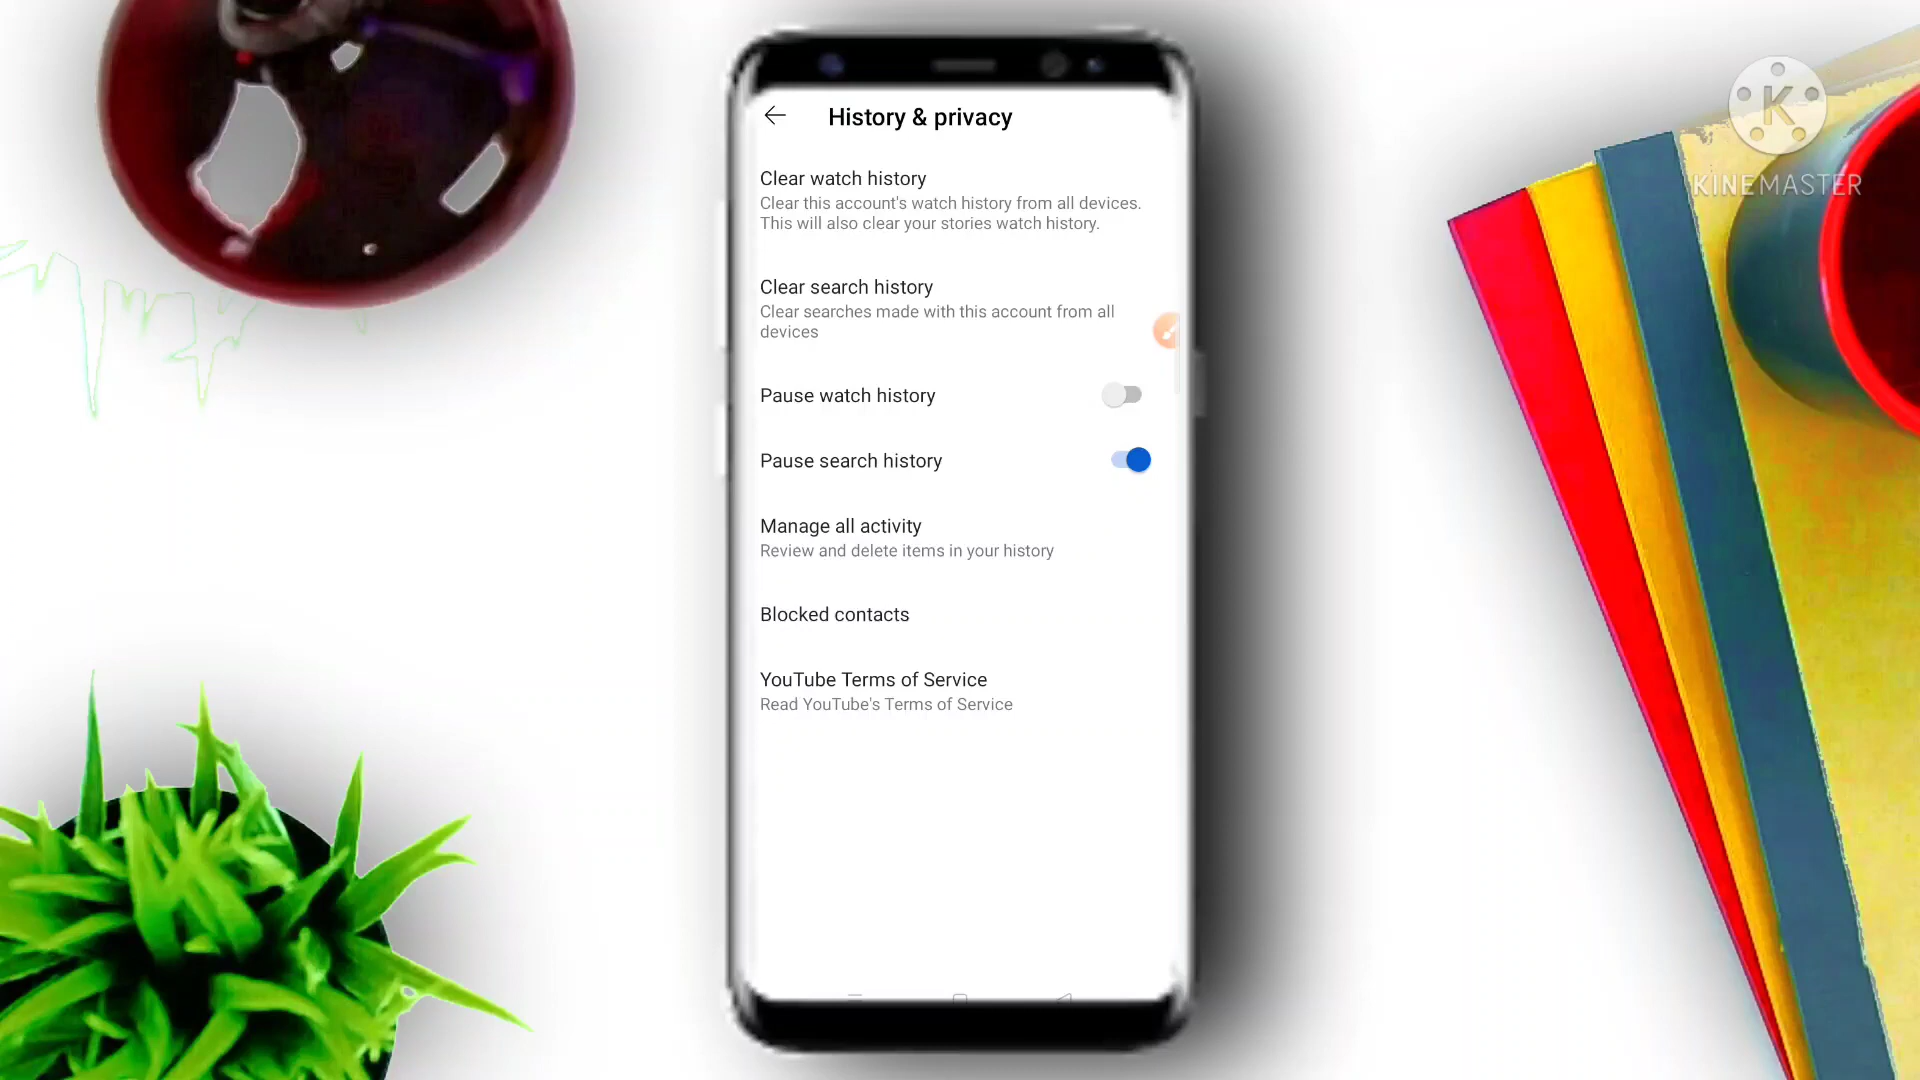 History & privacy
Clear watch history
Clear this account's watch history from all devices.
This will also clear your stories watch history.
Clear search history
Clear searches made with this account from all
devices
Pause watch history
Pause search history
Manage all activity
Review and delete items in your history
Blocked contacts
YouTube Terms of Service
Read YouTube's Terms of Service
K
KINEMASTER